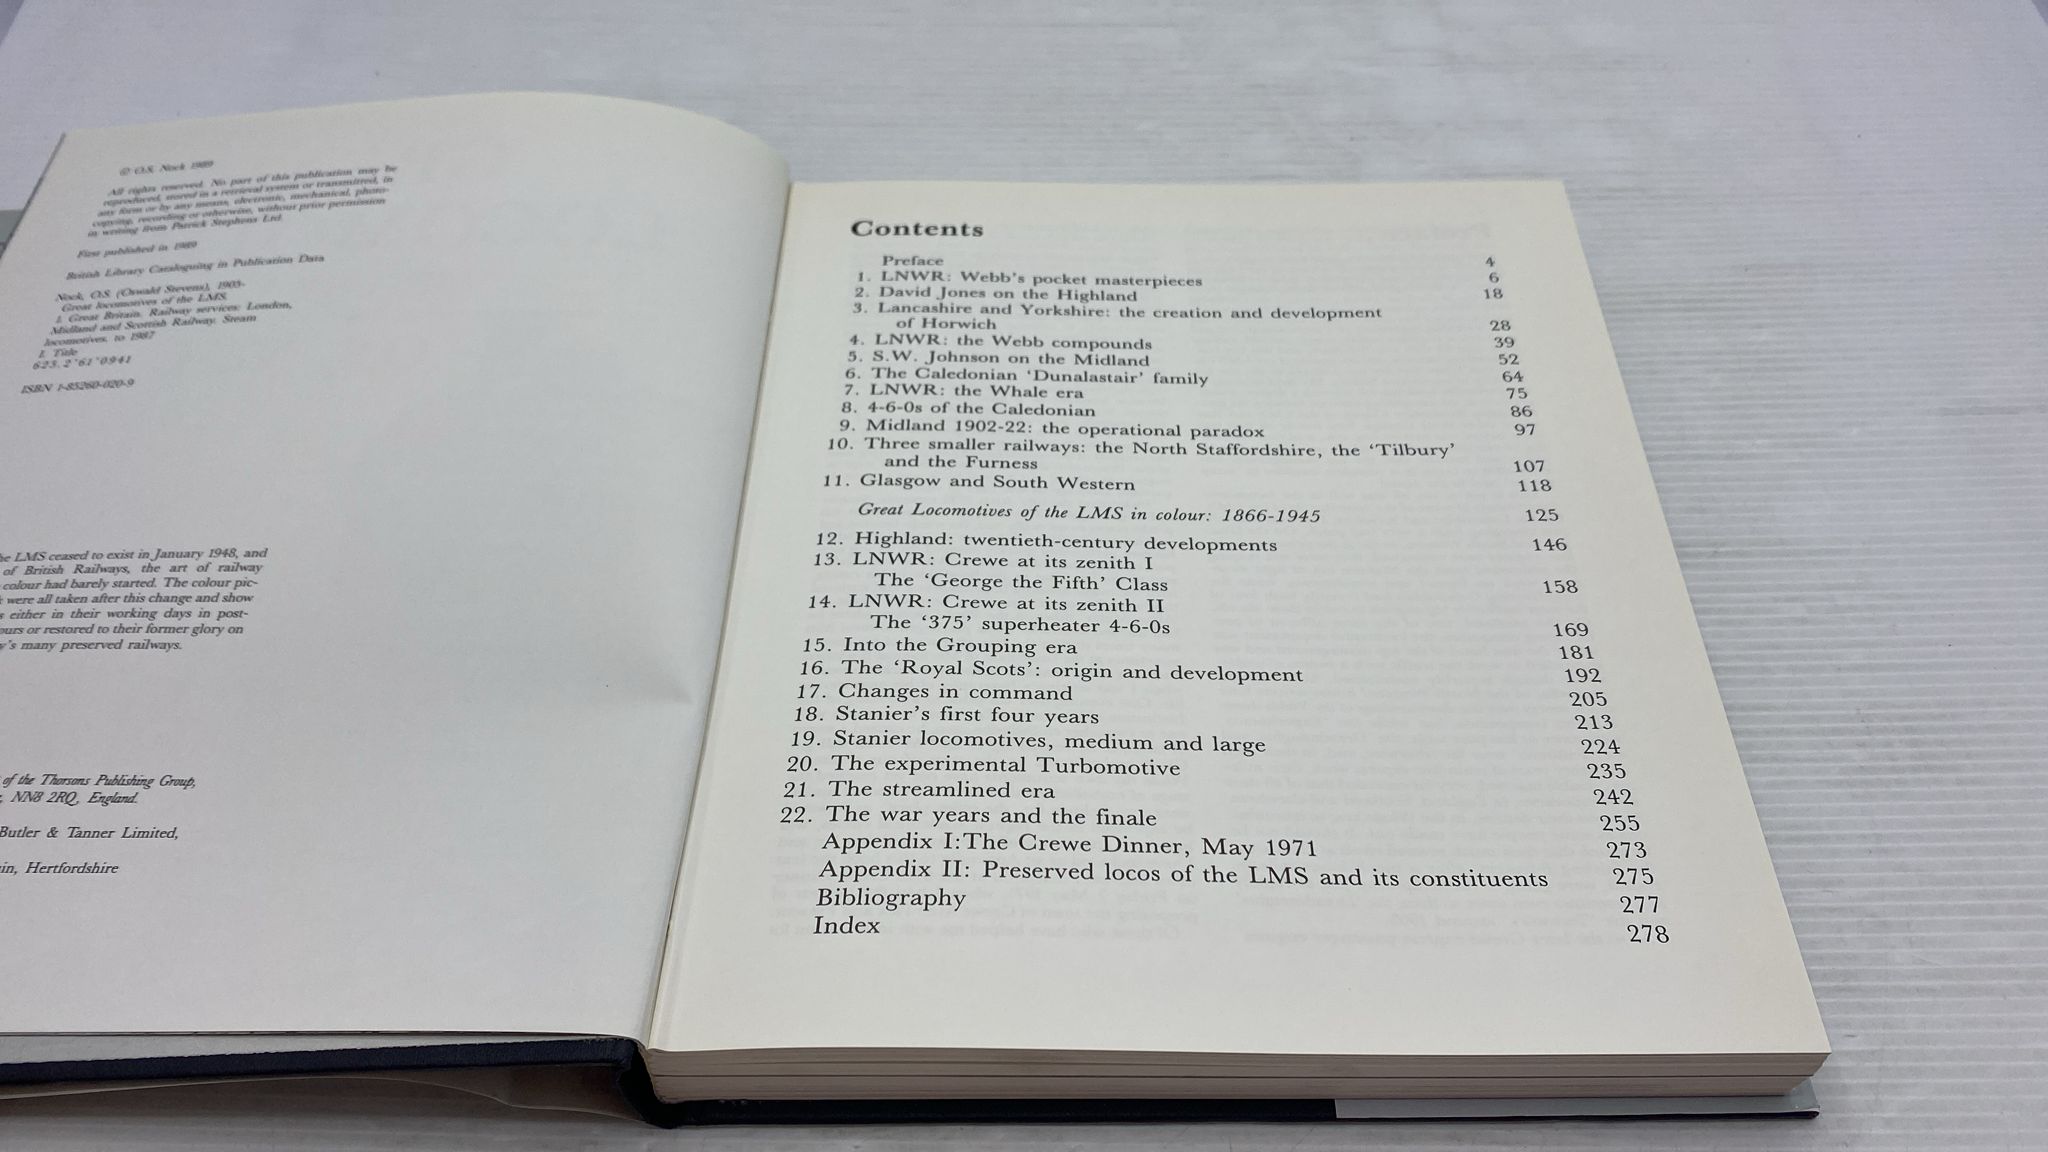 © O.S. Nock 1989
All rights reserved. No part of this publication may be
reproduced, stored in a retrieval system or transmitted, in
any form or by any means, electronic, mechanical, photo-
copying, recording or otherwise, without prior permission
in writing from Patrick Stephens Ltd.
First published in 1989
British Library Cataloguing in Publication Data
Nock, O.S. (Oswald Stevens), 1905-
Great locomotives of the LMS.
1. Great Britain. Railway services: London,
Midland and Scottish Railway. Steam
locomotives, to 1987
I. Title
625.2'61'0941
ISBN 1-85260-020-9
LMS ceased to exist in January 1948, and
of British Railways, the art of railway
colour had barely started. The colour pic-
were all taken after this change and show
either in their working days in post-
or restored to their former glory on
many preserved railways.
of the Thorsons Publishing Group,
NN8 2RQ, England.
Butler & Tanner Limited,
Hertfordshire
Contents
Preface 4
1. LNWR: Webb's pocket masterpieces 6
2. David Jones on the Highland 18
3. Lancashire and Yorkshire: the creation and development
of Horwich 28
4. LNWR: the Webb compounds 39
5. S.W. Johnson on the Midland 52
6. The Caledonian 'Dunalastair' family 64
7. LNWR: the Whale era 75
8. 4-6-0s of the Caledonian 86
9. Midland 1902-22: the operational paradox 97
10. Three smaller railways: the North Staffordshire, the 'Tilbury'
and the Furness 107
11. Glasgow and South Western 118
Great Locomotives of the LMS in colour: 1866-1945 125
12. Highland: twentieth-century developments 146
13. LNWR: Crewe at its zenith I
The 'George the Fifth' Class 158
14. LNWR: Crewe at its zenith II
The '375' superheater 4-6-0s 169
15. Into the Grouping era 181
16. The 'Royal Scots': origin and development 192
17. Changes in command 205
18. Stanier's first four years 213
19. Stanier locomotives, medium and large 224
20. The experimental Turbomotive 235
21. The streamlined era 242
22. The war years and the finale 255
Appendix I:The Crewe Dinner, May 1971 273
Appendix II: Preserved locos of the LMS and its constituents 275
Bibliography 277
Index 278